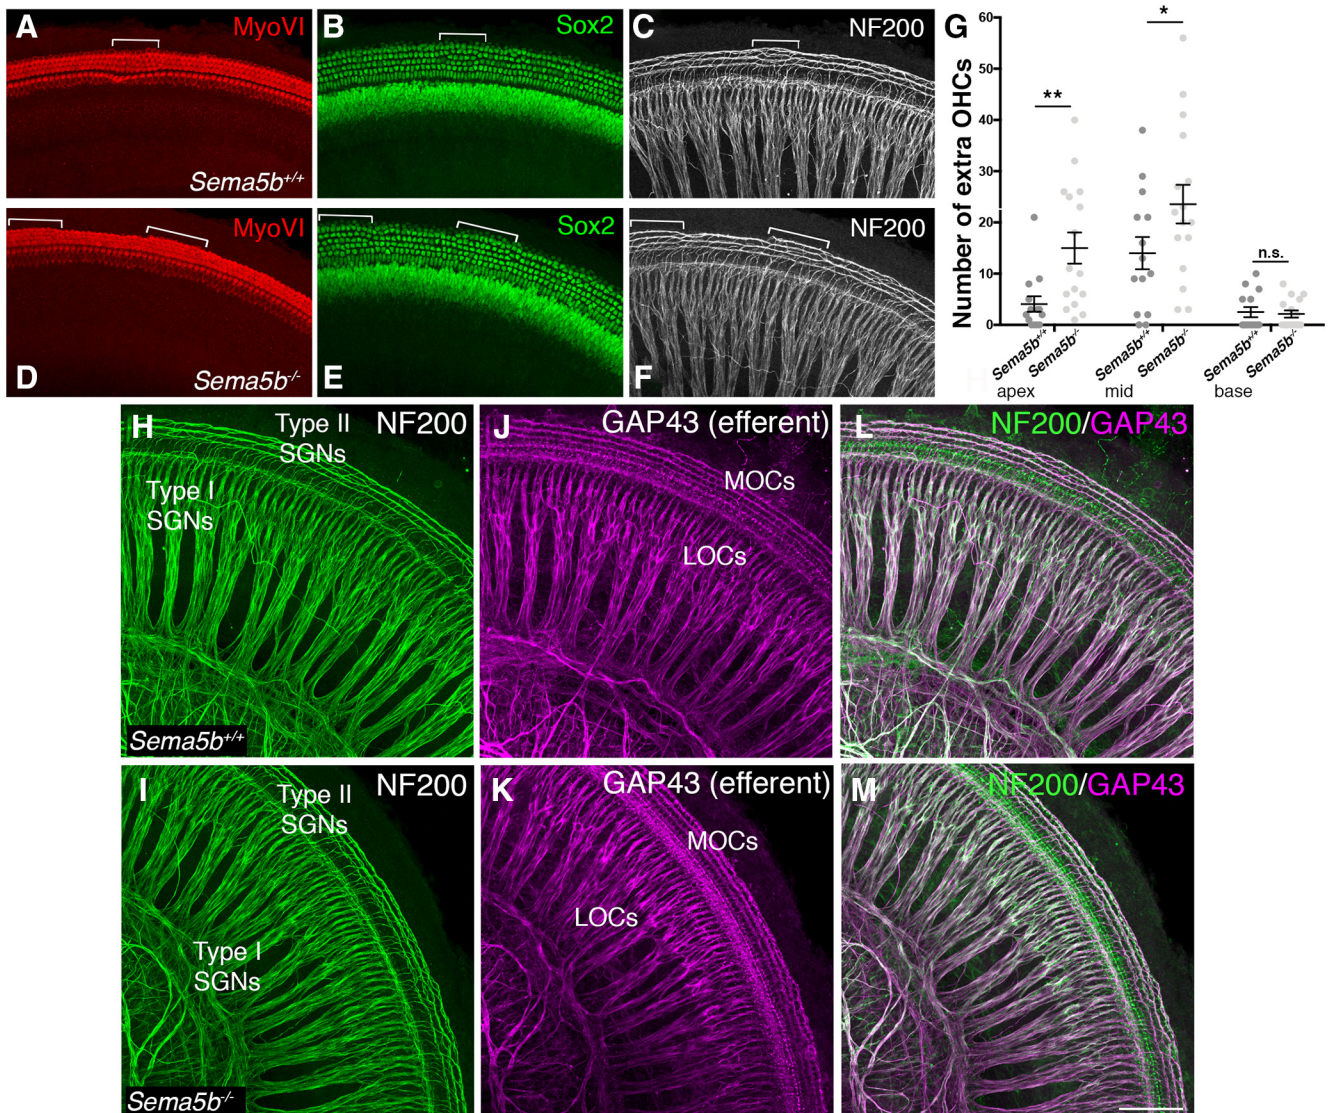 A MyoVI
Sema5b+/+
B Sox2
C NF200
D MyoVI
Sema5b-/-
E Sox2
F NF200
G
Number of extra OHCs
60
50
40
30
20
10
0
**
*
n.s.
Sema5b+/+
Sema5b-/-
Sema5b+/+
Sema5b-/-
Sema5b+/+
Sema5b-/-
apex mid base
H NF200
Type II
SGNs
Type I
SGNs
Sema5b+/+
J GAP43 (efferent)
MOCs
LOCs
L NF200/GAP43
I NF200
Type II
SGNs
Type I
SGNs
Sema5b-/-
K GAP43 (efferent)
MOCs
LOCs
M NF200/GAP43